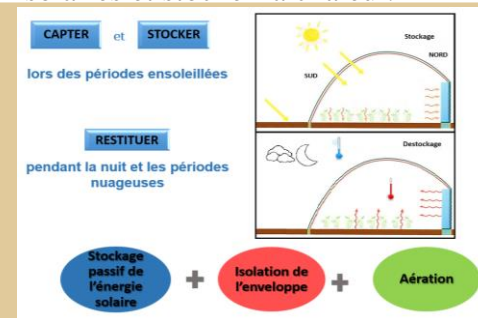 CAPTER et STOCKER
lors des périodes ensoleillées
RESTITUER
pendant la nuit et les périodes
nuageuses
Stockage
NORD
SUD
Destockage
Stockage
passif de
l'énergie
solaire
+
Isolation de
l'enveloppe
+
Aération